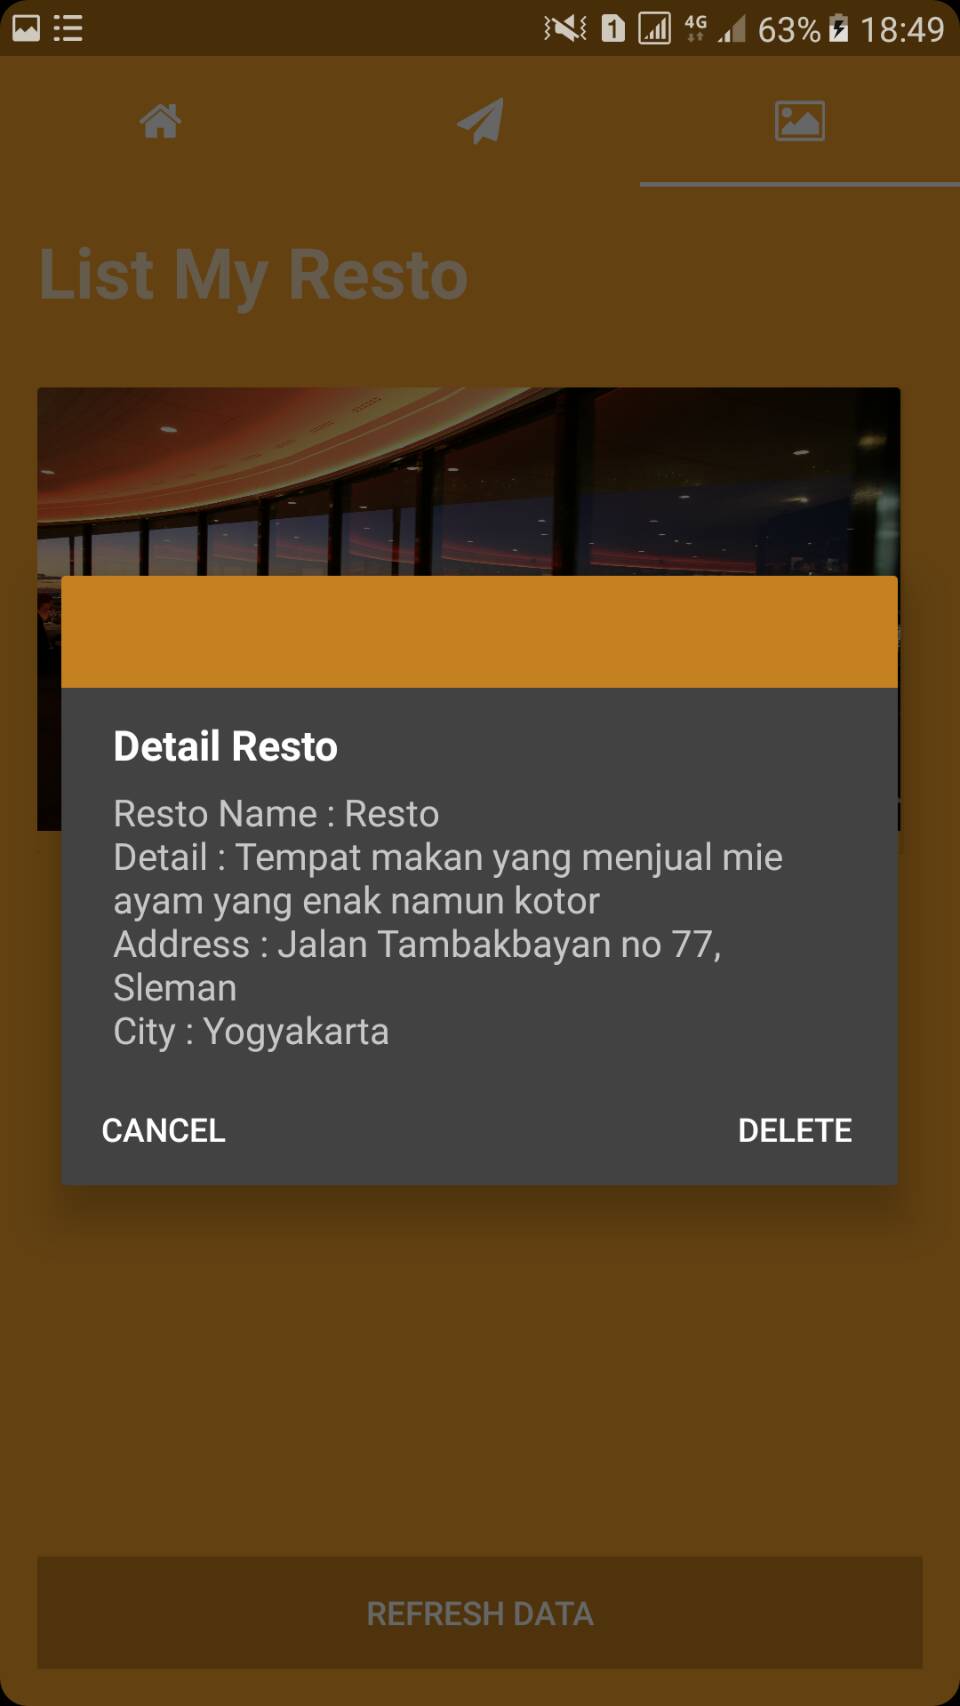 1 4G 63% 18:49
List My Resto
Detail Resto
Resto Name : Resto
Detail : Tempat makan yang menjual mie
ayam yang enak namun kotor
Address : Jalan Tambakbayan no 77,
Sleman
City : Yogyakarta
CANCEL DELETE
REFRESH DATA